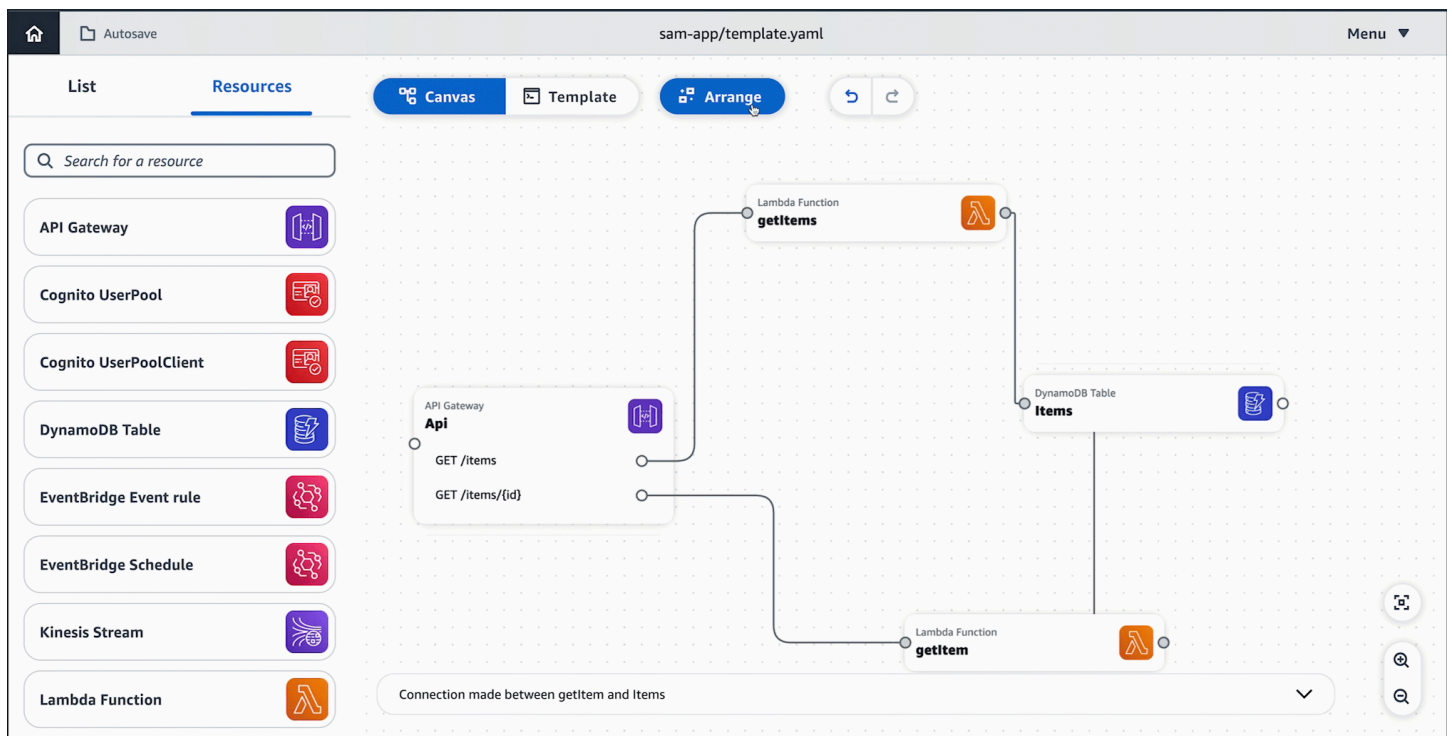 Autosave
sam-app/template.yaml
Menu
List
Resources
Canvas
Template
Arrange
Search for a resource
API Gateway
Cognito UserPool
Cognito UserPoolClient
DynamoDB Table
EventBridge Event rule
EventBridge Schedule
Kinesis Stream
Lambda Function
Lambda Function
getItems
API Gateway
Api
GET /items
GET /items/{id}
DynamoDB Table
Items
Lambda Function
getItem
Connection made between getItem and Items